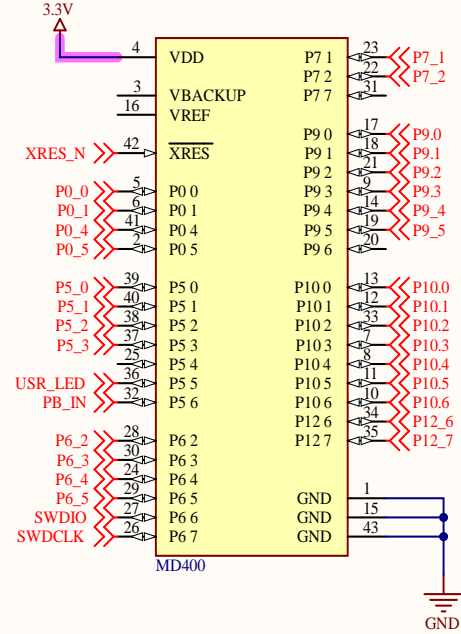 3.3V
4 VDD P7 1 23 P7_1
P7 2 22 P7_2
3 VBACKUP P7 7 31
16 VREF
P9 0 17 P9.0
XRES_N 42 XRES P9 1 18 P9.1
P9 2 21 P9.2
P0_0 5 P0 0 P9 3 9 P9.3
P0_1 6 P0 1 P9 4 14 P9_4
P0_4 41 P0 4 P9 5 19 P9_5
P0_5 2 P0 5 P9 6 20
P5_0 39 P5 0 P10 0 13 P10.0
P5_1 40 P5 1 P10 1 12 P10.1
P5_2 38 P5 2 P10 2 33 P10.2
P5_3 37 P5 3 P10 3 7 P10.3
25 P5 4 P10 4 8 P10.4
USR_LED 36 P5 5 P10 5 11 P10.5
PB_IN 32 P5 6 P10 6 10 P10.6
P12 6 34 P12_6
P6_2 28 P6 2 P12 7 35 P12_7
P6_3 30 P6 3
P6_4 24 P6 4
P6_5 29 P6 5 GND 1
SWDIO 27 P6 6 GND 15
SWDCLK 26 P6 7 GND 43
MD400
GND